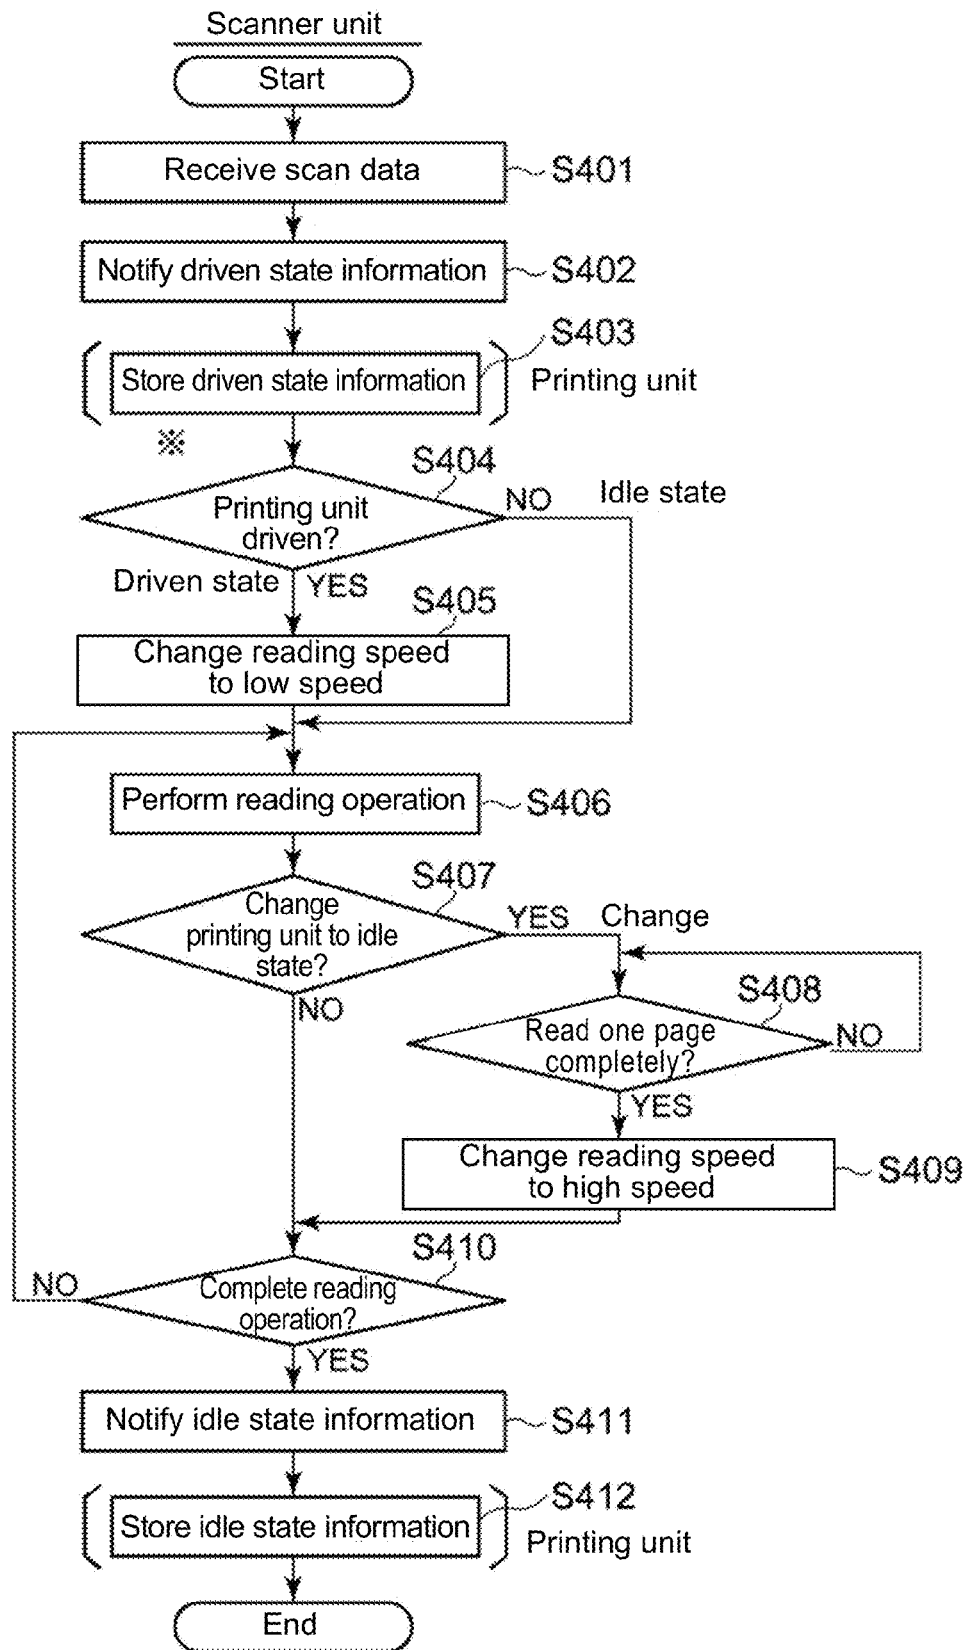 Scanner unit
Start
Receive scan data
S401
Notify driven state information
S402
S403
Store driven state information
Printing unit
※
S404
Printing unit
driven?
NO
Idle state
Driven state
YES
S405
Change reading speed
to low speed
Perform reading operation
S406
S407
Change
printing unit to idle
state?
YES
Change
NO
S408
Read one page
completely?
NO
YES
Change reading speed
to high speed
S409
S410
Complete reading
operation?
NO
YES
Notify idle state information
S411
S412
Store idle state information
Printing unit
End